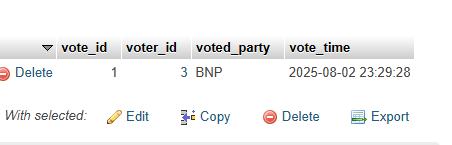 vote_id voter_id voted_party vote_time
Delete 1 3 BNP 2025-08-02 23:29:28
With selected: Edit Copy Delete Export